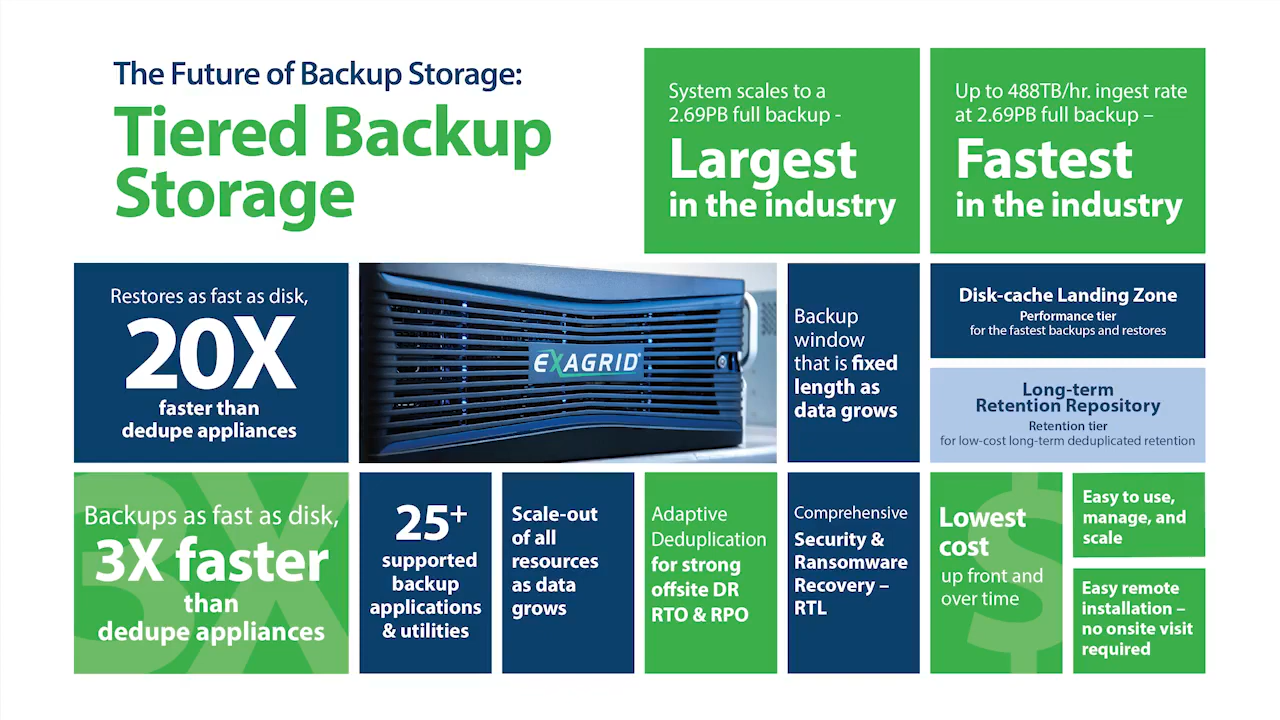 The Future of Backup Storage:
Tiered Backup
Storage
System scales to a
2.69PB full backup -
Largest
in the industry
Up to 488TB/hr. ingest rate
at 2.69PB full backup –
Fastest
in the industry
Restores as fast as disk,
20X
faster than
dedupe appliances
EXAGRID®
Backup
window
that is fixed
length as
data grows
Disk-cache Landing Zone
Performance tier
for the fastest backups and restores
Long-term
Retention Repository
Retention tier
for low-cost long-term deduplicated retention
3X
Backups as fast as disk,
3X faster
than
dedupe appliances
25+
supported
backup
applications
& utilities
Scale-out
of all
resources
as data
grows
Adaptive
Deduplication
for strong
offsite DR
RTO & RPO
Comprehensive
Security &
Ransomware
Recovery –
RTL
$
Lowest
cost
up front and
over time
Easy to use,
manage, and
scale
Easy remote
installation –
no onsite visit
required